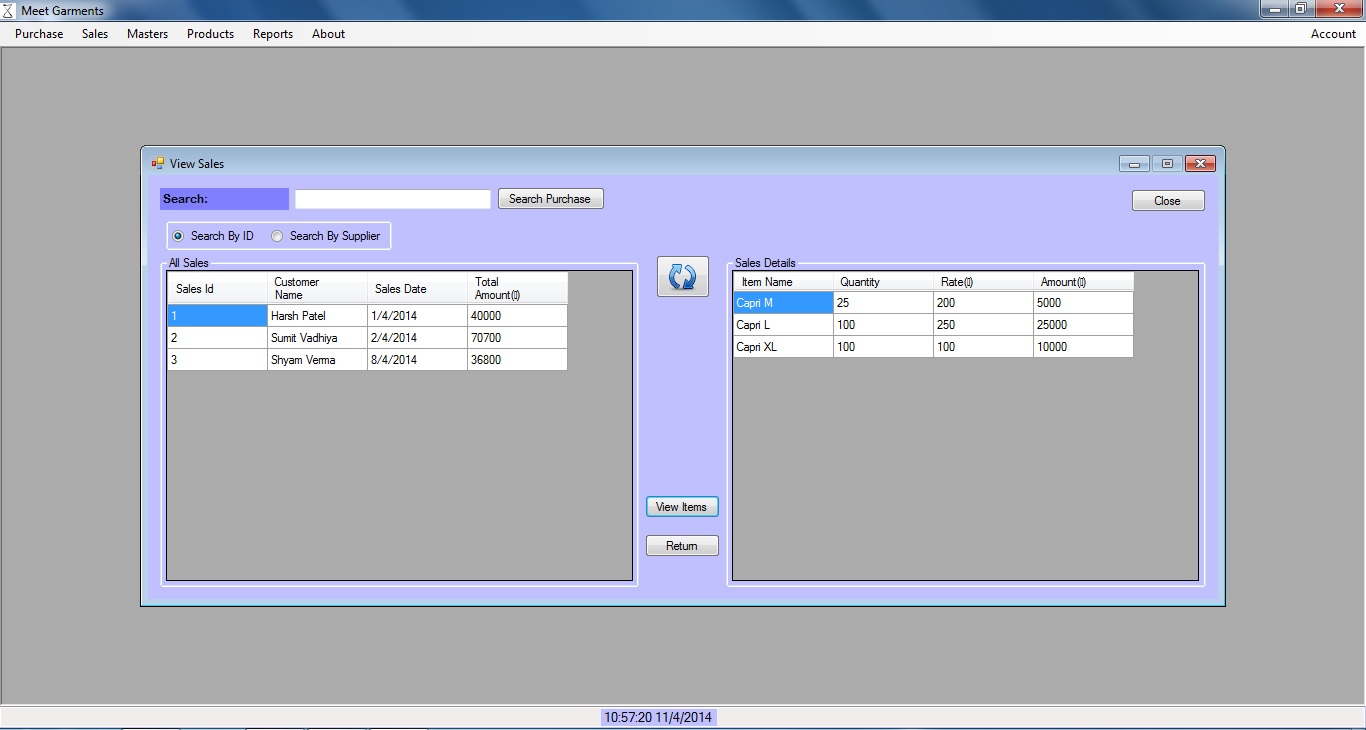 Meet Garments
Purchase Sales Masters Products Reports About Account
View Sales
Search: Search Purchase Close
Search By ID Search By Supplier
All Sales
Sales Id Customer Name Sales Date Total Amount(▯)
1 Harsh Patel 1/4/2014 40000
2 Sumit Vadhiya 2/4/2014 70700
3 Shyam Verma 8/4/2014 36800
Sales Details
Item Name Quantity Rate(▯) Amount(▯)
Capri M 25 200 5000
Capri L 100 250 25000
Capri XL 100 100 10000
View Items
Return
10:57:20 11/4/2014